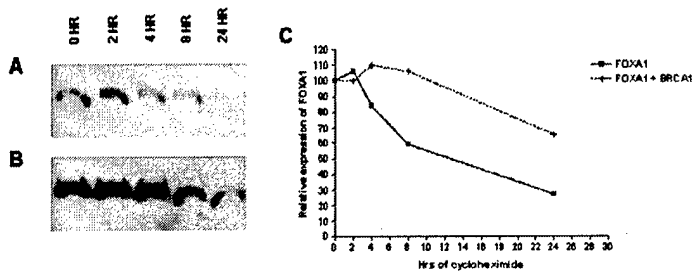 0 HR 2 HR 4 HR 8 HR 24 HR
A
B
C
Relative expression of FOXA1
120
110
100
90
80
70
60
50
40
30
20
10
0
0 2 4 6 8 10 12 14 16 18 20 22 24 26 28 30
Hrs of cycloheximide
FOXA1
FOXA1 + BRCA1